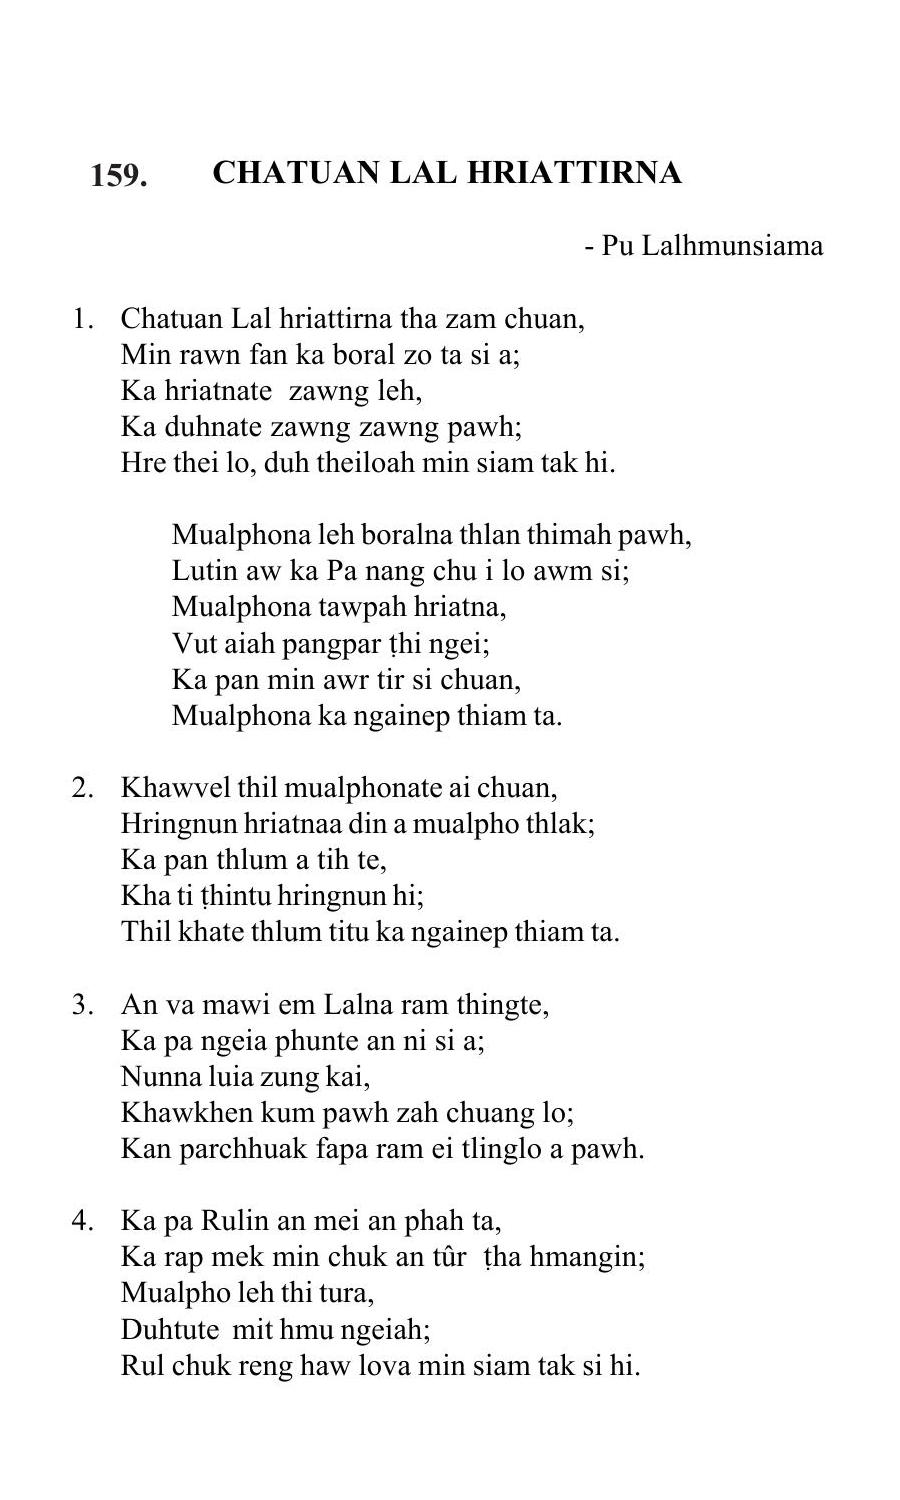 159. CHATUAN LAL HRIATTIRNA
- Pu Lalhmunsiama
1. Chatuan Lal hriattirna tha zam chuan,
Min rawn fan ka boral zo ta si a;
Ka hriatnate zawng leh,
Ka duhnate zawng zawng pawh;
Hre thei lo, duh theiloah min siam tak hi.
Mualphona leh boralna thlan thimah pawh,
Lutin aw ka Pa nang chu i lo awm si;
Mualphona tawpah hriatna,
Vut aiah pangpar ṭhi ngei;
Ka pan min awr tir si chuan,
Mualphona ka ngainep thiam ta.
2. Khawvel thil mualphonate ai chuan,
Hringnun hriatnaa din a mualpho thlak;
Ka pan thlum a tih te,
Kha ti ṭhintu hringnun hi;
Thil khate thlum titu ka ngainep thiam ta.
3. An va mawi em Lalna ram thingte,
Ka pa ngeia phunte an ni si a;
Nunna luia zung kai,
Khawkhen kum pawh zah chuang lo;
Kan parchhuak fapa ram ei tlinglo a pawh.
4. Ka pa Rulin an mei an phah ta,
Ka rap mek min chuk an tûr ṭha hmangin;
Mualpho leh thi tura,
Duhtute mit hmu ngeiah;
Rul chuk reng haw lova min siam tak si hi.